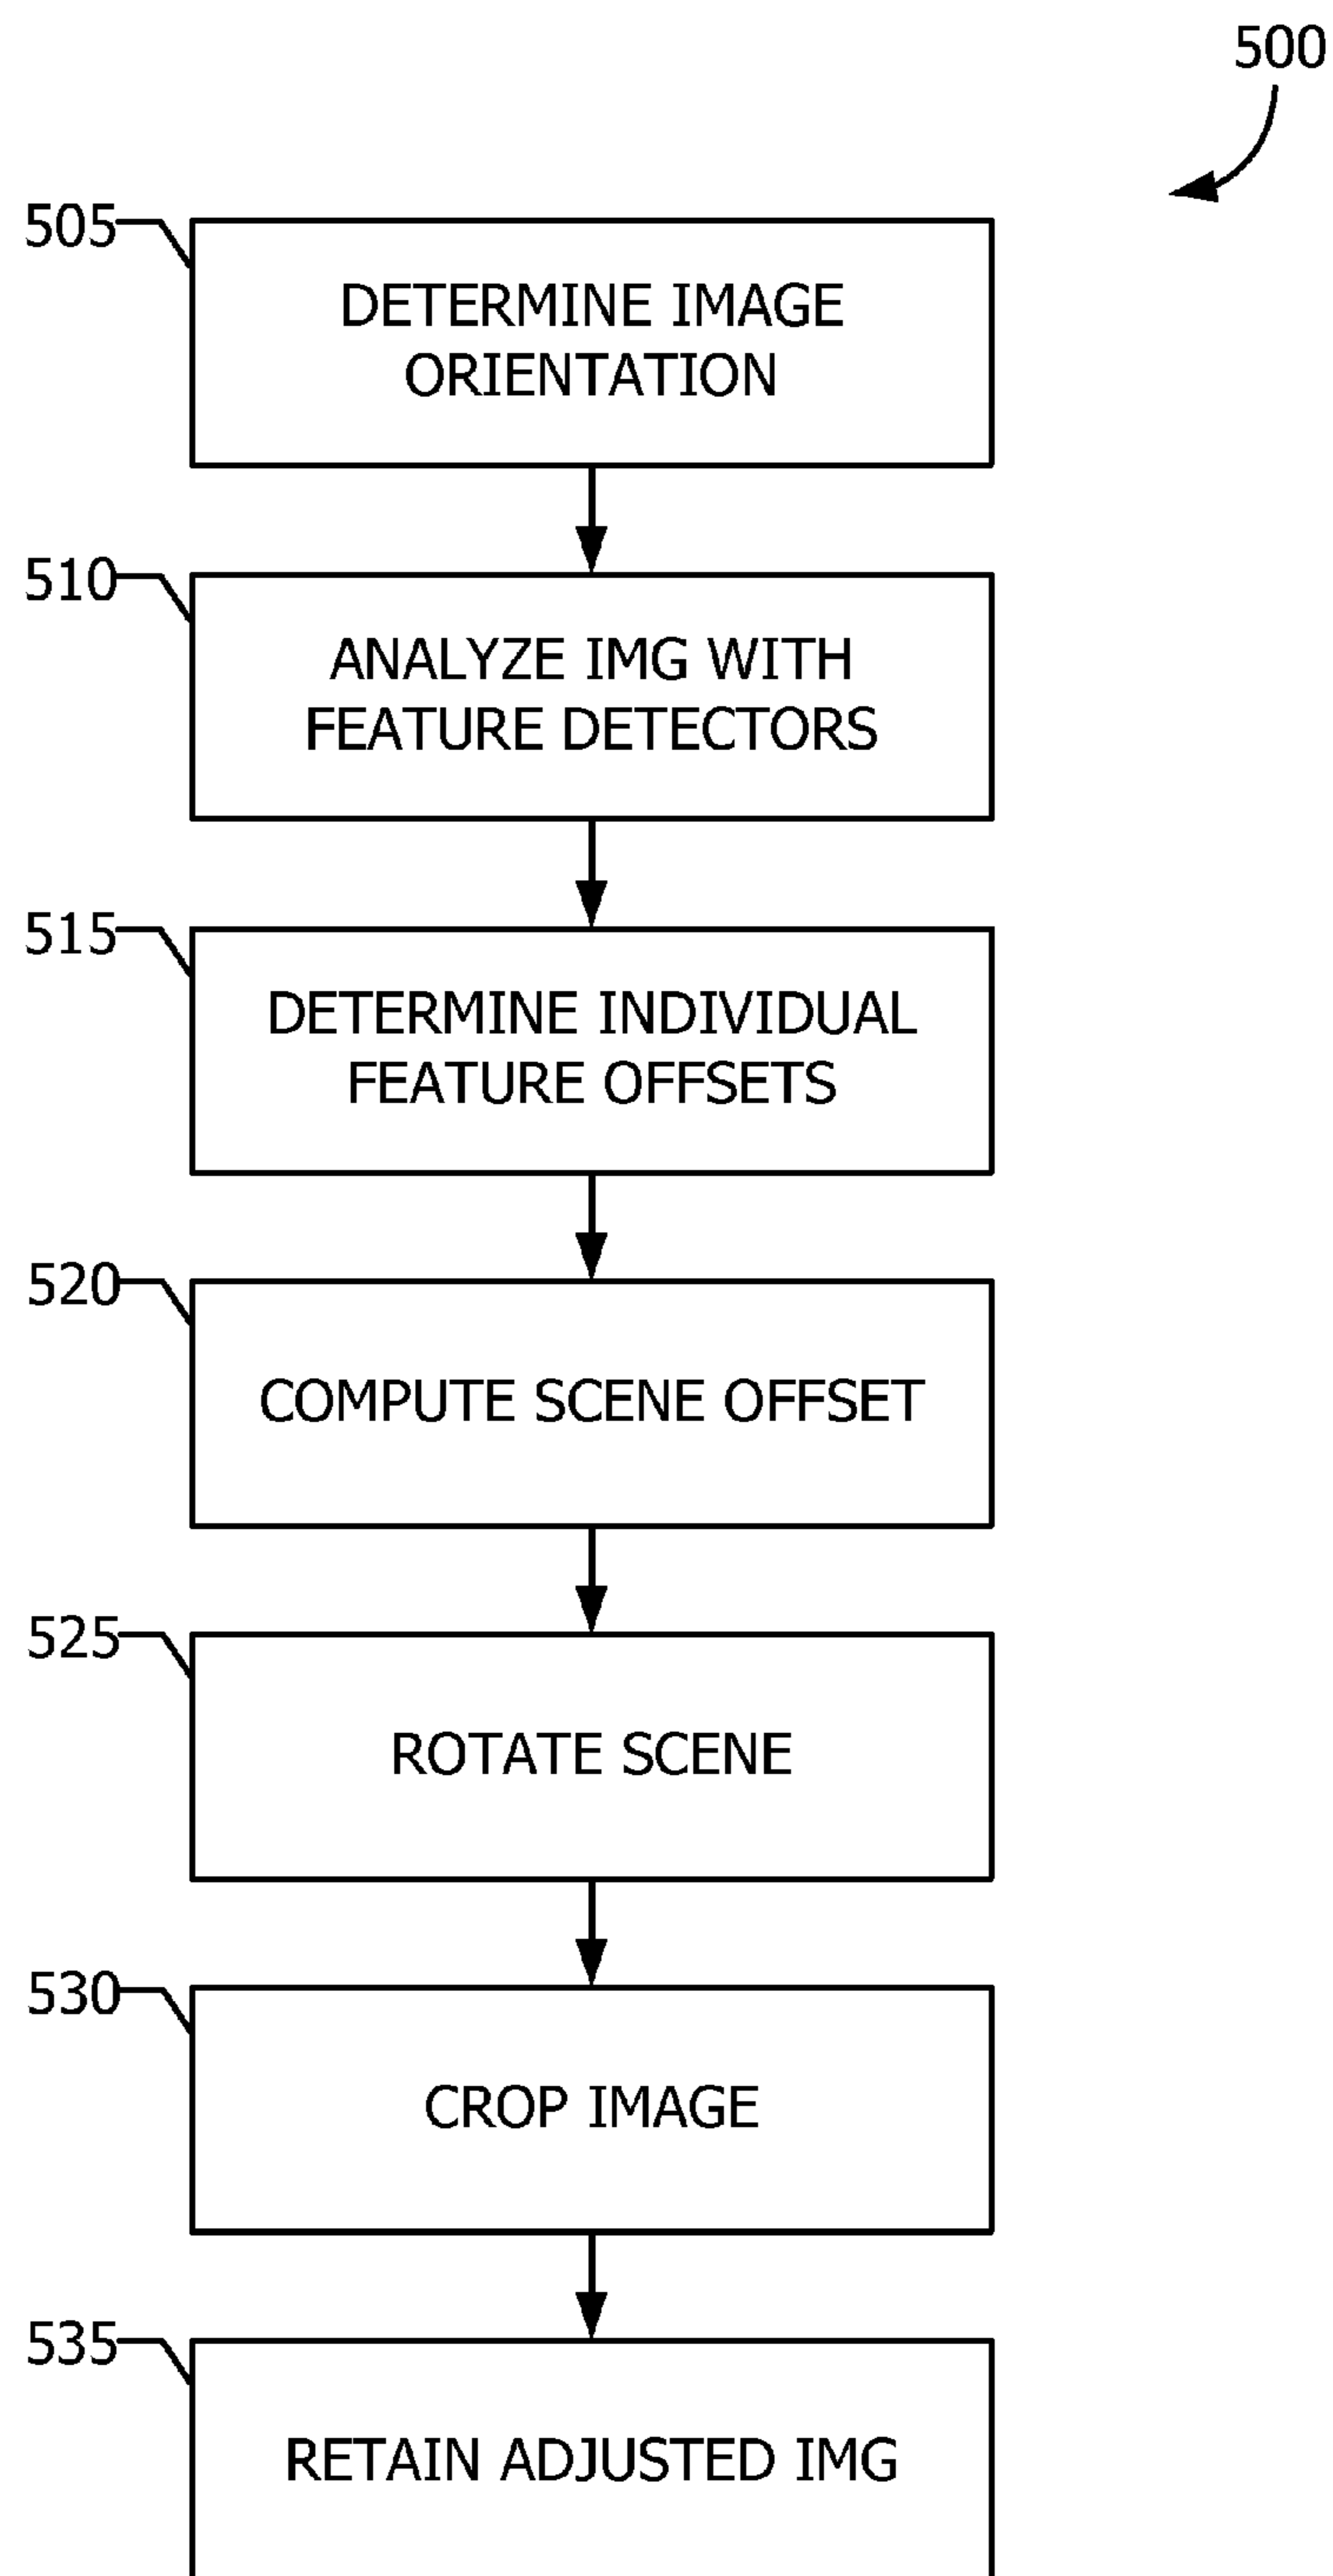 500
505
DETERMINE IMAGE
ORIENTATION
510
ANALYZE IMG WITH
FEATURE DETECTORS
515
DETERMINE INDIVIDUAL
FEATURE OFFSETS
520
COMPUTE SCENE OFFSET
525
ROTATE SCENE
530
CROP IMAGE
535
RETAIN ADJUSTED IMG